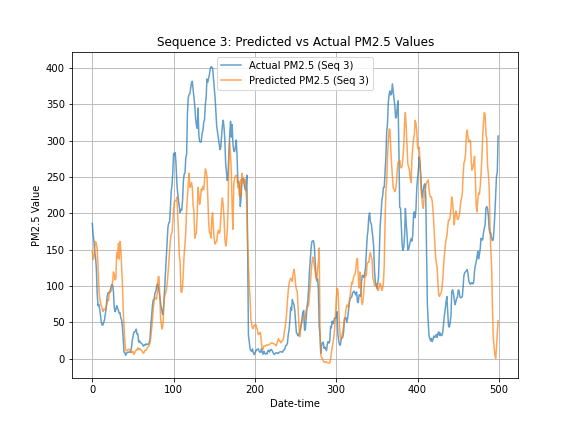 Sequence 3: Predicted vs Actual PM2.5 Values
Actual PM2.5 (Seq 3)
Predicted PM2.5 (Seq 3)
PM2.5 Value
400
350
300
250
200
150
100
50
0
0 100 200 300 400 500
Date-time